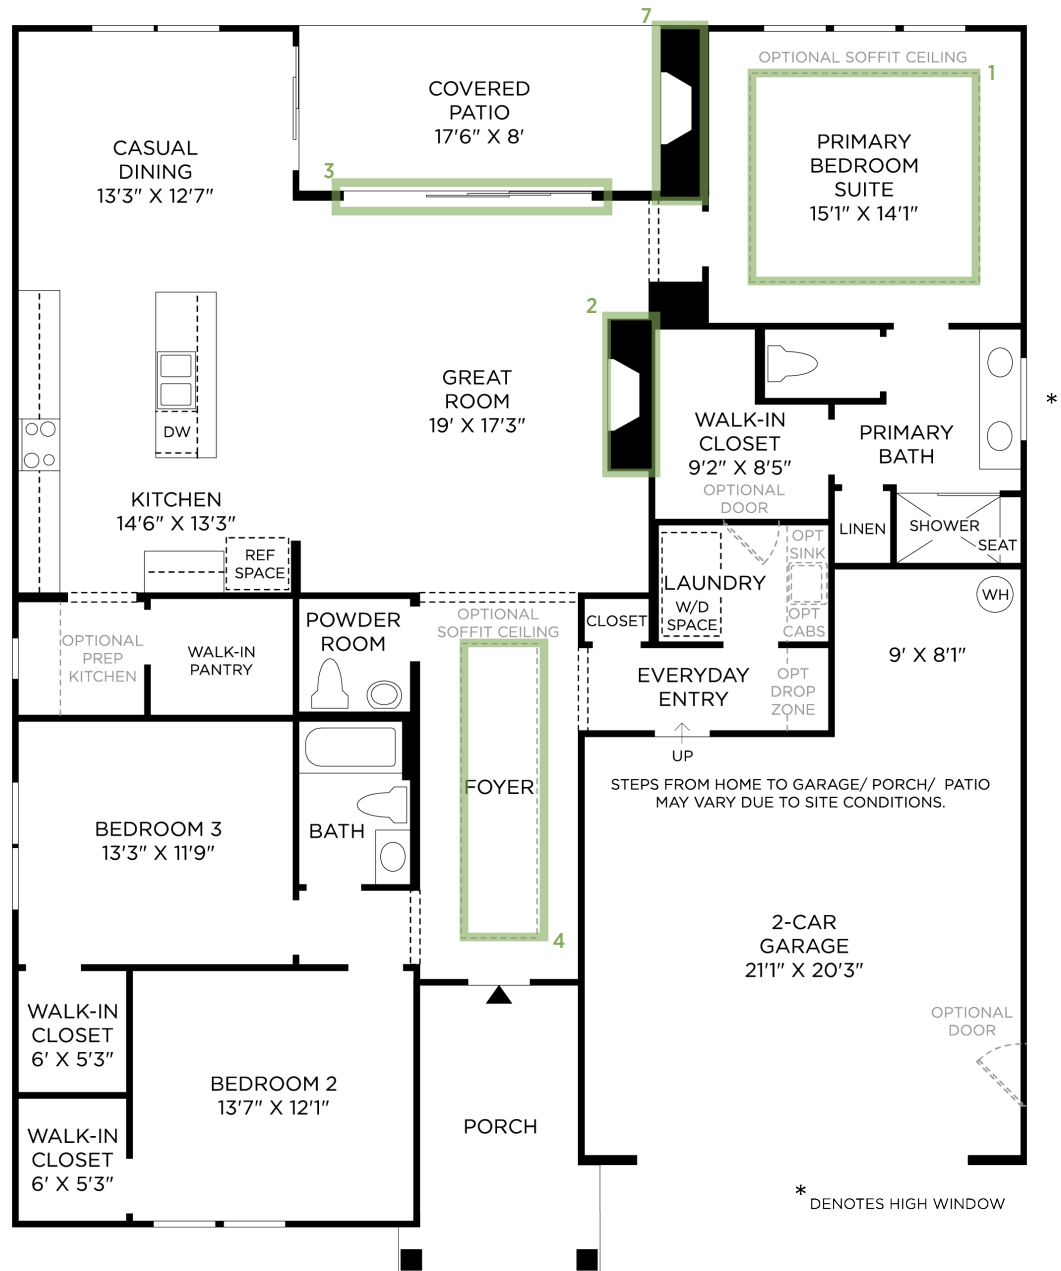 7
OPTIONAL SOFFIT CEILING
1
COVERED
PATIO
17'6" X 8'
CASUAL
DINING
13'3" X 12'7"
PRIMARY
BEDROOM
SUITE
15'1" X 14'1"
3
2
GREAT
ROOM
19' X 17'3"
*
DW
WALK-IN
CLOSET
9'2" X 8'5"
OPTIONAL
DOOR
PRIMARY
BATH
KITCHEN
14'6" X 13'3"
REF
SPACE
LINEN
SHOWER
SEAT
OPT
SINK
LAUNDRY
W/D
SPACE
OPT
CABS
WH
9' X 8'1"
OPTIONAL
PREP
KITCHEN
WALK-IN
PANTRY
POWDER
ROOM
OPTIONAL
SOFFIT CEILING
CLOSET
EVERYDAY
ENTRY
OPT
DROP
ZONE
UP
STEPS FROM HOME TO GARAGE/ PORCH/ PATIO
MAY VARY DUE TO SITE CONDITIONS.
FOYER
BEDROOM 3
13'3" X 11'9"
BATH
4
2-CAR
GARAGE
21'1" X 20'3"
OPTIONAL
DOOR
WALK-IN
CLOSET
6' X 5'3"
BEDROOM 2
13'7" X 12'1"
WALK-IN
CLOSET
6' X 5'3"
PORCH
* DENOTES HIGH WINDOW